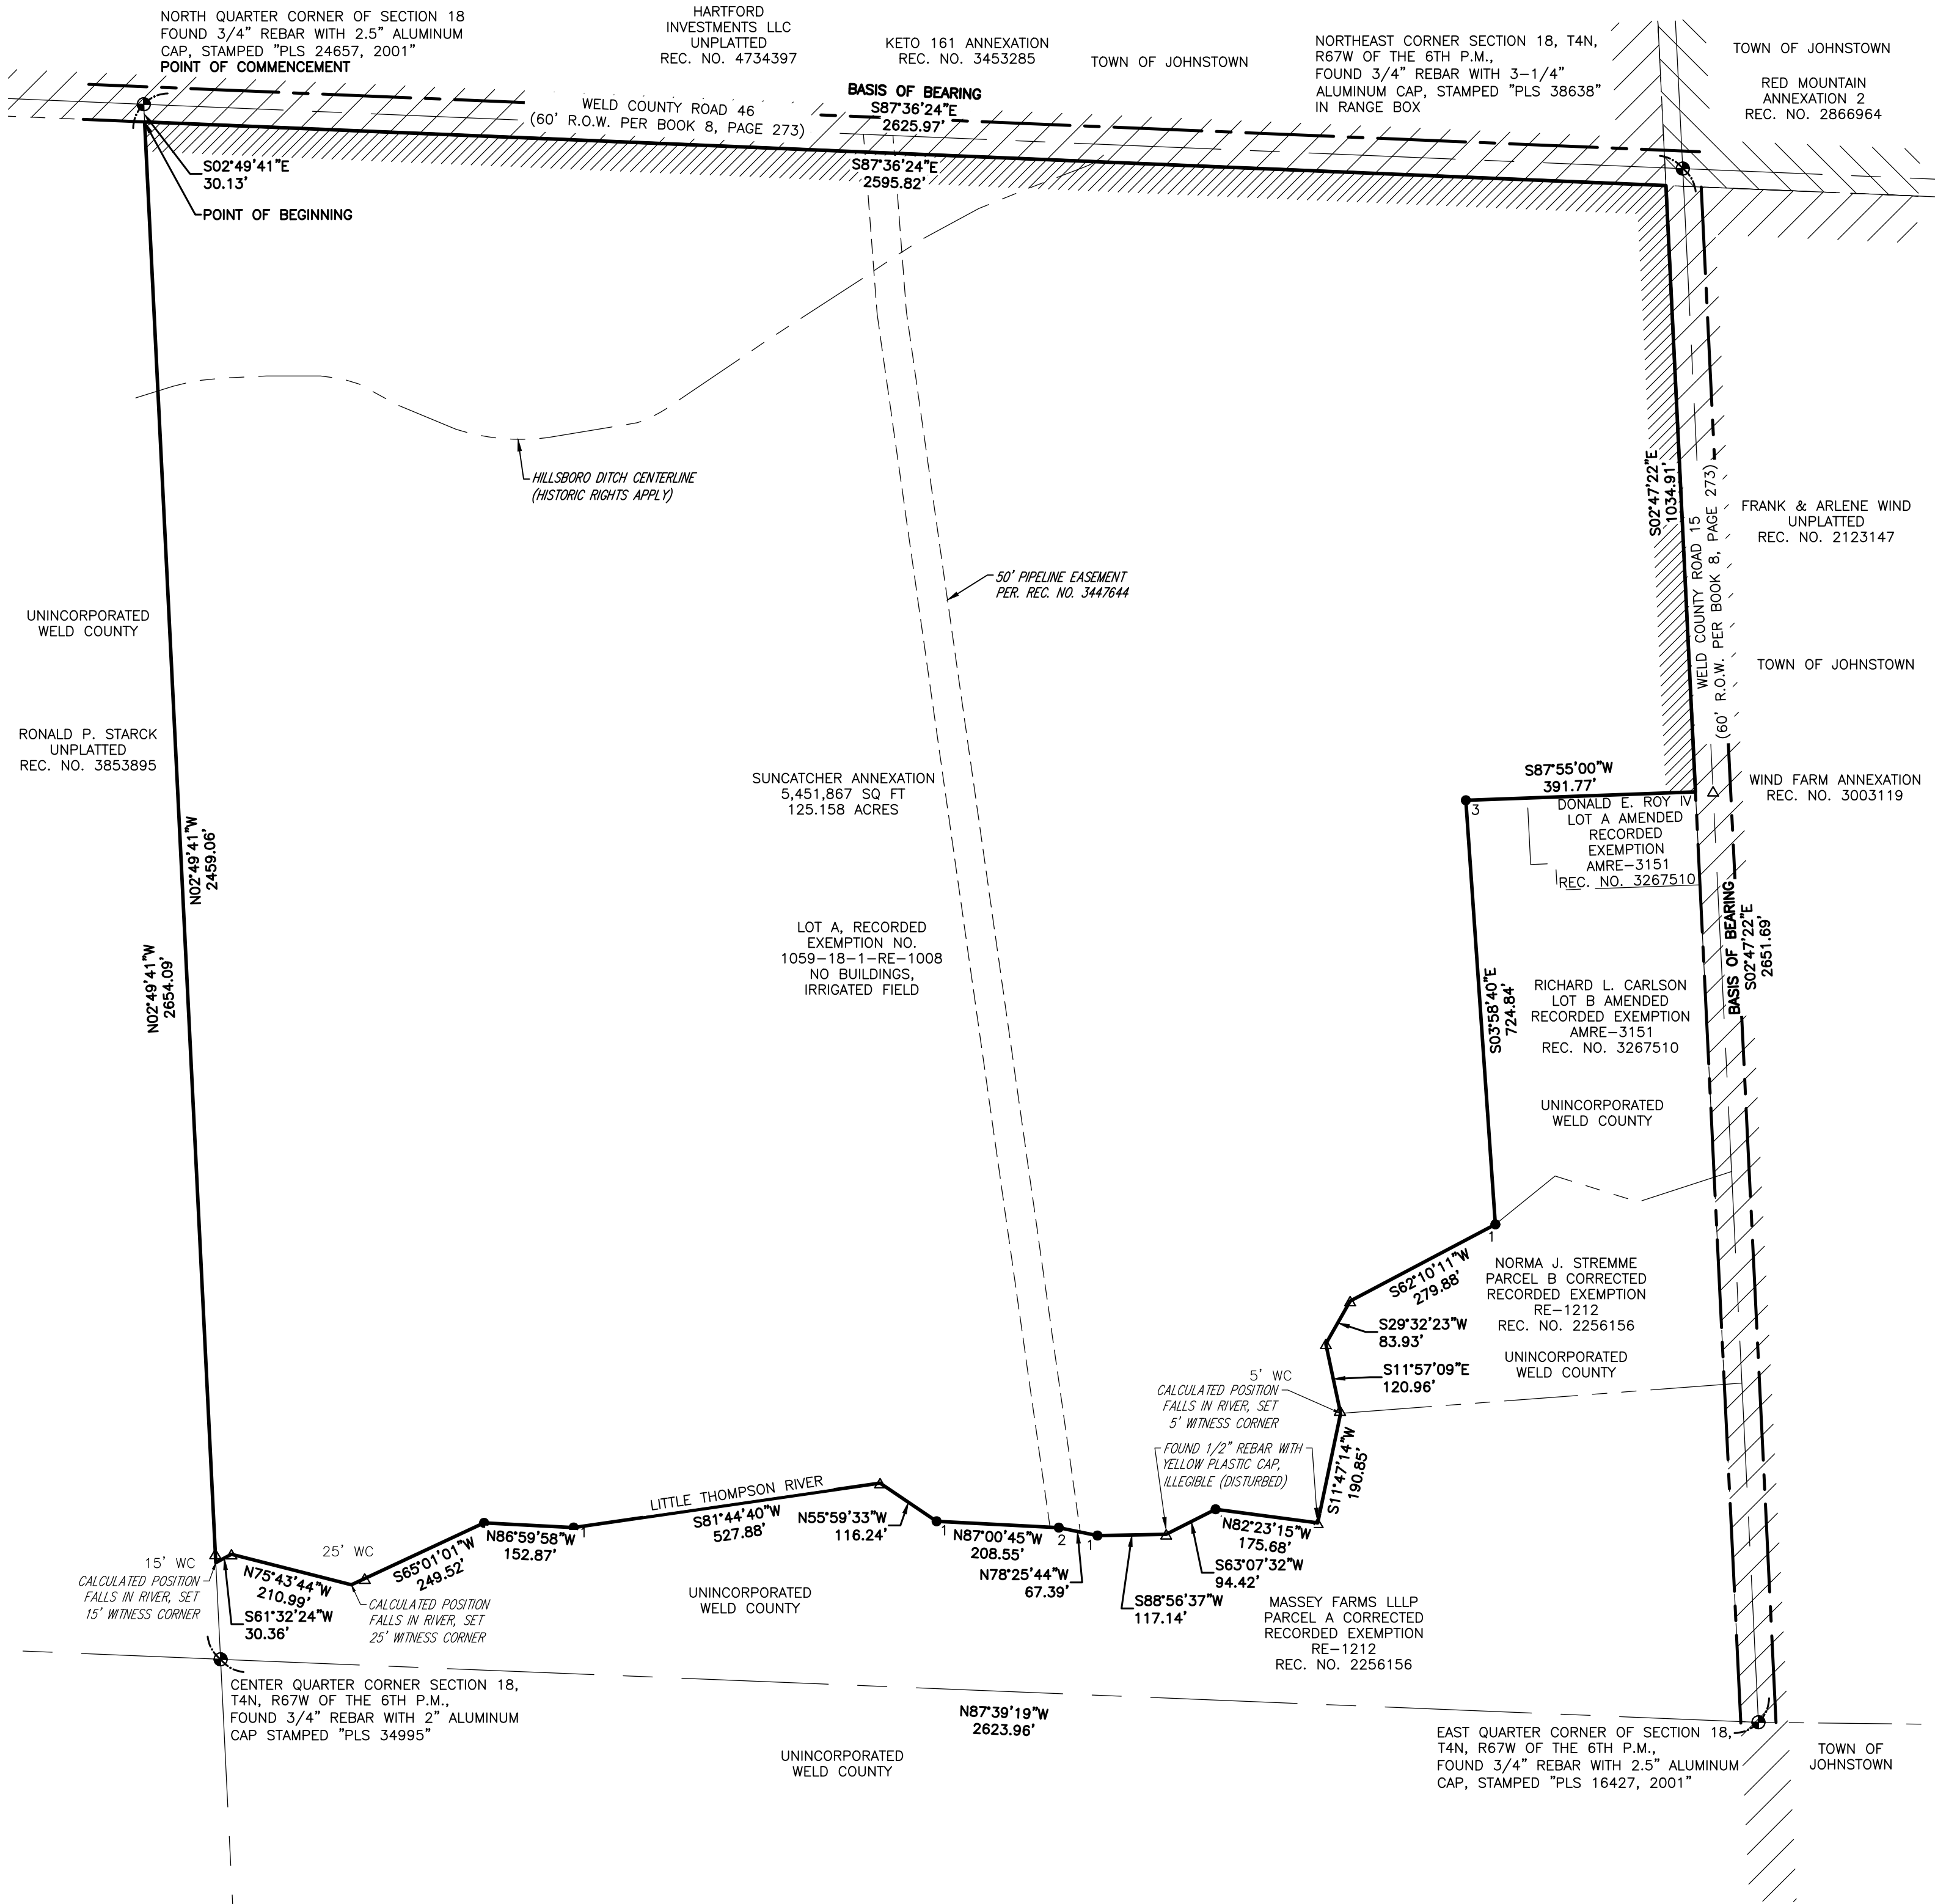 NORTH QUARTER CORNER OF SECTION 18
FOUND 3/4" REBAR WITH 2.5" ALUMINUM
CAP, STAMPED "PLS 24657, 2001"
POINT OF COMMENCEMENT
HARTFORD
INVESTMENTS LLC
UNPLATTED
REC. NO. 4734397
KETO 161 ANNEXATION
REC. NO. 3453285
TOWN OF JOHNSTOWN
NORTHEAST CORNER SECTION 18, T4N,
R67W OF THE 6TH P.M.,
FOUND 3/4" REBAR WITH 3-1/4"
ALUMINUM CAP, STAMPED "PLS 38638"
IN RANGE BOX
TOWN OF JOHNSTOWN
RED MOUNTAIN
ANNEXATION 2
REC. NO. 2866964
WELD COUNTY ROAD 46
(60' R.O.W. PER BOOK 8, PAGE 273)
BASIS OF BEARING
S87°36'24"E
2625.97'
S87°36'24"E
2595.82'
S02°49'41"E
30.13'
POINT OF BEGINNING
HILLSBORO DITCH CENTERLINE
(HISTORIC RIGHTS APPLY)
S02°47'22"E
1034.91'
WELD COUNTY ROAD 15
(60' R.O.W. PER BOOK 8, PAGE 273)
FRANK & ARLENE WIND
UNPLATTED
REC. NO. 2123147
50' PIPELINE EASEMENT
PER. REC. NO. 3447644
UNINCORPORATED
WELD COUNTY
TOWN OF JOHNSTOWN
RONALD P. STARCK
UNPLATTED
REC. NO. 3853895
SUNCATCHER ANNEXATION
5,451,867 SQ FT
125.158 ACRES
S87°55'00"W
391.77'
3
WIND FARM ANNEXATION
REC. NO. 3003119
DONALD E. ROY IV
LOT A AMENDED
RECORDED
EXEMPTION
AMRE-3151
REC. NO. 3267510
N02°49'41"W
2459.06'
N02°49'41"W
2654.09'
BASIS OF BEARING
S02°47'22"E
2651.69'
LOT A, RECORDED
EXEMPTION NO.
1059-18-1-RE-1008
NO BUILDINGS,
IRRIGATED FIELD
S03°58'40"E
724.84'
RICHARD L. CARLSON
LOT B AMENDED
RECORDED EXEMPTION
AMRE-3151
REC. NO. 3267510
UNINCORPORATED
WELD COUNTY
1
S62°10'11"W
279.88'
NORMA J. STREMME
PARCEL B CORRECTED
RECORDED EXEMPTION
RE-1212
REC. NO. 2256156
S29°32'23"W
83.93'
UNINCORPORATED
WELD COUNTY
S11°57'09"E
120.96'
5' WC
CALCULATED POSITION
FALLS IN RIVER, SET
5' WITNESS CORNER
FOUND 1/2" REBAR WITH
YELLOW PLASTIC CAP,
ILLEGIBLE (DISTURBED)
S11°47'14"W
190.85'
LITTLE THOMPSON RIVER
S81°44'40"W
527.88'
N55°59'33"W
116.24'
1
N87°00'45"W
208.55'
2
1
N78°25'44"W
67.39'
N82°23'15"W
175.68'
S63°07'32"W
94.42'
S88°56'37"W
117.14'
1
N86°59'58"W
152.87'
25' WC
S65°01'01"W
249.52'
15' WC
CALCULATED POSITION
FALLS IN RIVER, SET
15' WITNESS CORNER
N75°43'44"W
210.99'
S61°32'24"W
30.36'
CALCULATED POSITION
FALLS IN RIVER, SET
25' WITNESS CORNER
UNINCORPORATED
WELD COUNTY
MASSEY FARMS LLLP
PARCEL A CORRECTED
RECORDED EXEMPTION
RE-1212
REC. NO. 2256156
CENTER QUARTER CORNER SECTION 18,
T4N, R67W OF THE 6TH P.M.,
FOUND 3/4" REBAR WITH 2" ALUMINUM
CAP STAMPED "PLS 34995"
N87°39'19"W
2623.96'
UNINCORPORATED
WELD COUNTY
EAST QUARTER CORNER OF SECTION 18,
T4N, R67W OF THE 6TH P.M.,
FOUND 3/4" REBAR WITH 2.5" ALUMINUM
CAP, STAMPED "PLS 16427, 2001"
TOWN OF
JOHNSTOWN